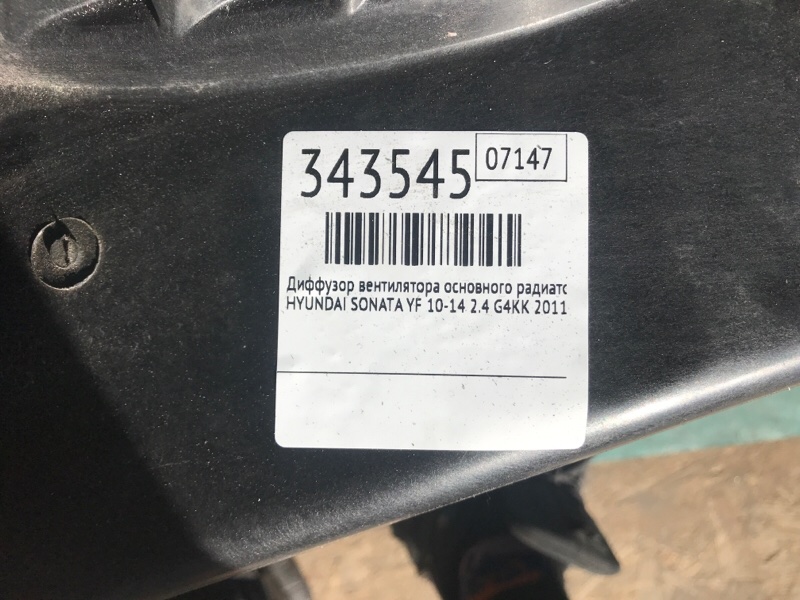 343545
07147
Диффузор вентилятора основного радиатс
HYUNDAI SONATA YF 10-14 2.4 G4KK 2011